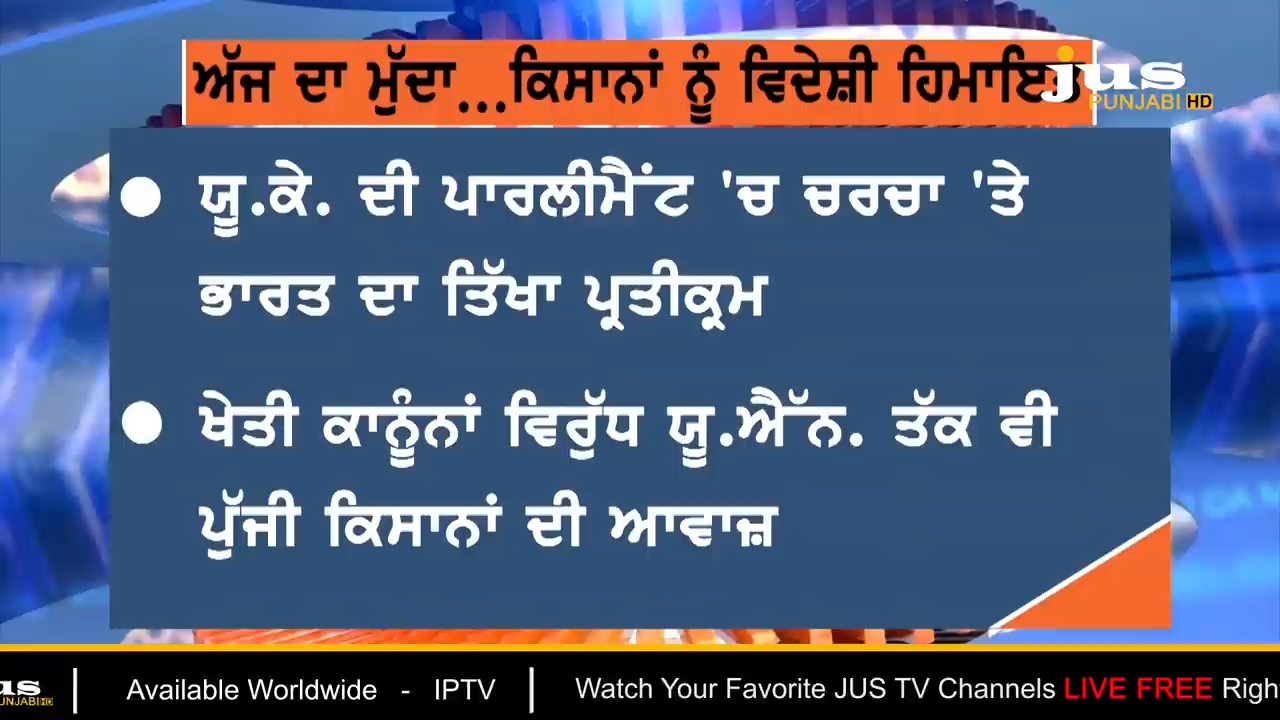 ਅੱਜ ਦਾ ਮੁੱਦਾ...ਕਿਸਾਨਾਂ ਨੂੰ ਵਿਦੇਸ਼ੀ
jus
PUNJABI HD
ਯੂ.ਕੇ. ਦੀ ਪਾਰਲੀਮੈਂਟ 'ਚ ਚਰਚਾ 'ਤੇ
ਭਾਰਤ ਦਾ ਤਿੱਖਾ ਪ੍ਰਤੀਕ੍ਰਮ
ਖੇਤੀ ਕਾਨੂੰਨਾਂ ਵਿਰੁੱਧ ਯੂ.ਐੱਨ. ਤੱਕ ਵੀ
ਪੁੱਜੀ ਕਿਸਾਨਾਂ ਦੀ ਆਵਾਜ਼
Available Worldwide - IPTV | Watch Your Favorite JUS TV Channels LIVE FREE Righ